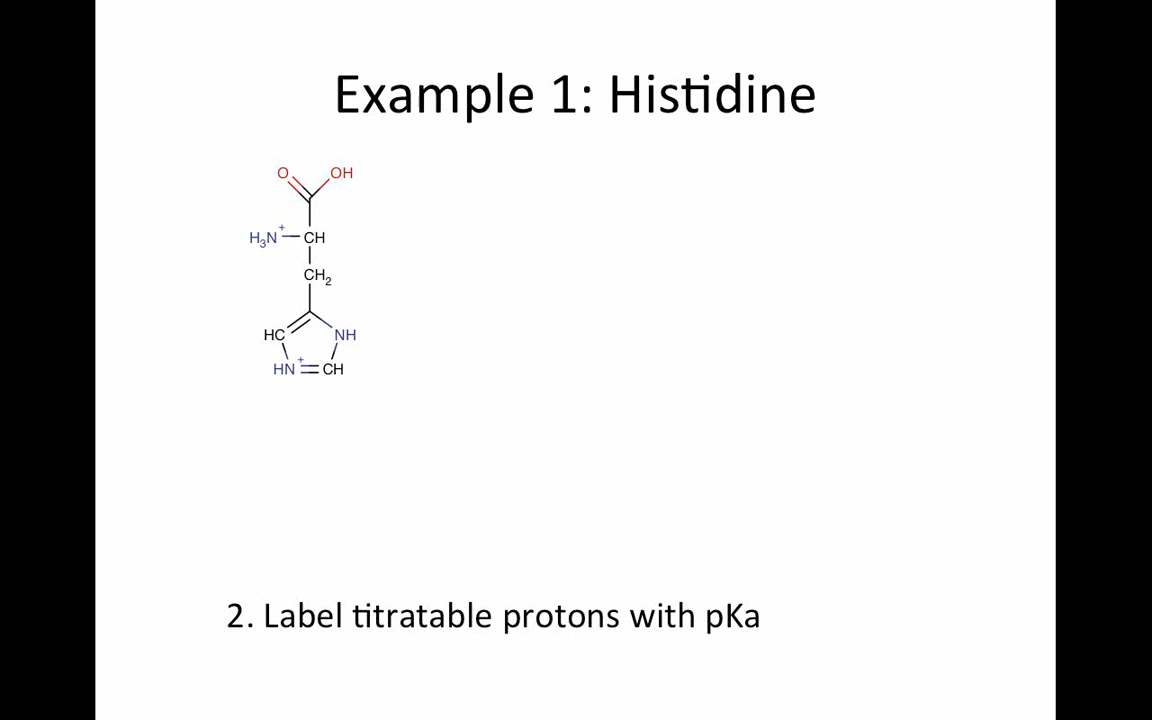 Example 1: Histidine
O OH
H3N+ CH
CH2
HC NH
HN+ CH
2. Label titratable protons with pKa